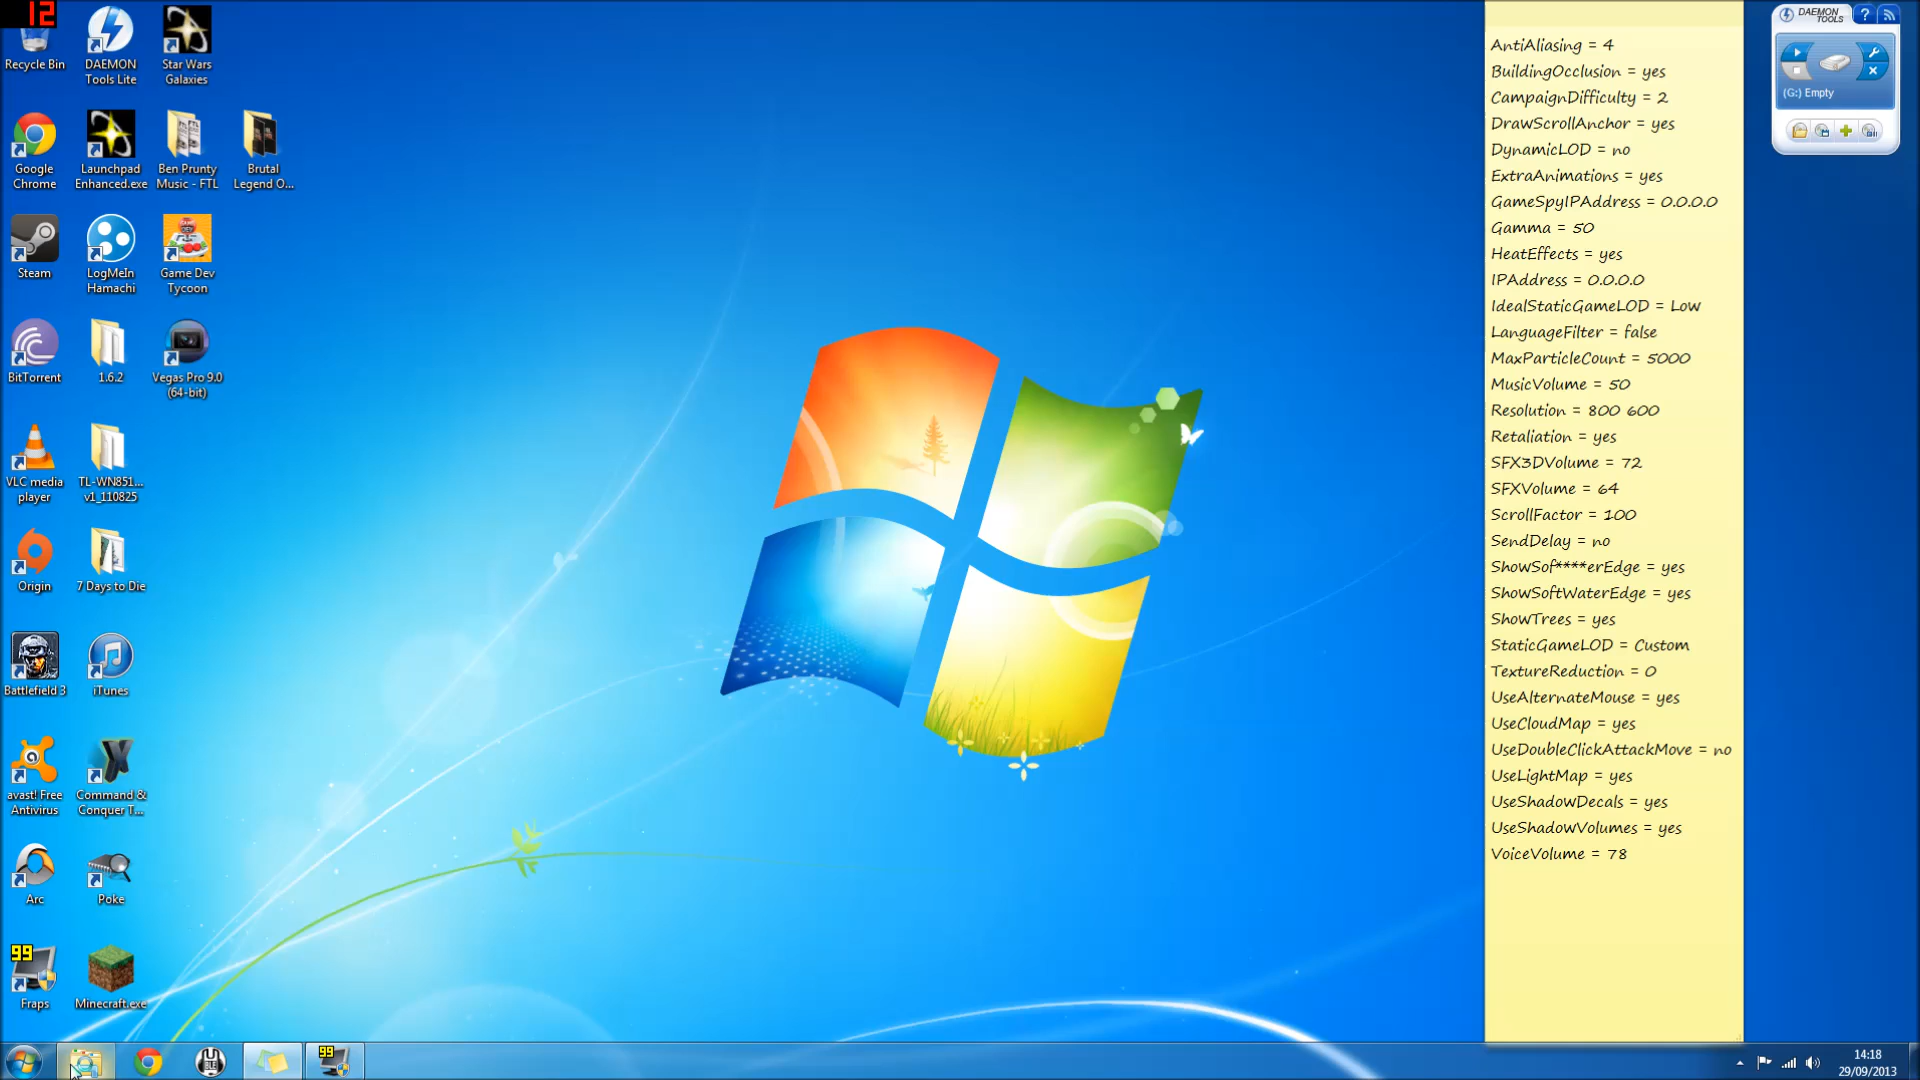 12
Recycle Bin
DAEMON
Tools Lite
Star Wars
Galaxies
Google
Chrome
Launchpad
Enhanced.exe
Ben Prunty
Music - FTL
Brutal
Legend O...
Steam
LogMeIn
Hamachi
Game Dev
Tycoon
BitTorrent
1.6.2
Vegas Pro 9.0
(64-bit)
VLC media
player
TL-WN851...
v1_110825
Origin
7 Days to Die
Battlefield 3
iTunes
avast! Free
Antivirus
Command &
Conquer T...
Arc
Poke
99
Fraps
Minecraft.exe
AntiAliasing = 4
BuildingOcclusion = yes
CampaignDifficulty = 2
DrawScrollAnchor = yes
DynamicLOD = no
ExtraAnimations = yes
GameSpyIPAddress = 0.0.0.0
Gamma = 50
HeatEffects = yes
IPAddress = 0.0.0.0
IdealStaticGameLOD = Low
LanguageFilter = false
MaxParticleCount = 5000
MusicVolume = 50
Resolution = 800 600
Retaliation = yes
SFX3DVolume = 72
SFXVolume = 64
ScrollFactor = 100
SendDelay = no
ShowSof****erEdge = yes
ShowSoftWaterEdge = yes
ShowTrees = yes
StaticGameLOD = Custom
TextureReduction = 0
UseAlternateMouse = yes
UseCloudMap = yes
UseDoubleClickAttackMove = no
UseLightMap = yes
UseShadowDecals = yes
UseShadowVolumes = yes
VoiceVolume = 78
DAEMON
TOOLS
?
(G:) Empty
99
14:18
29/09/2013